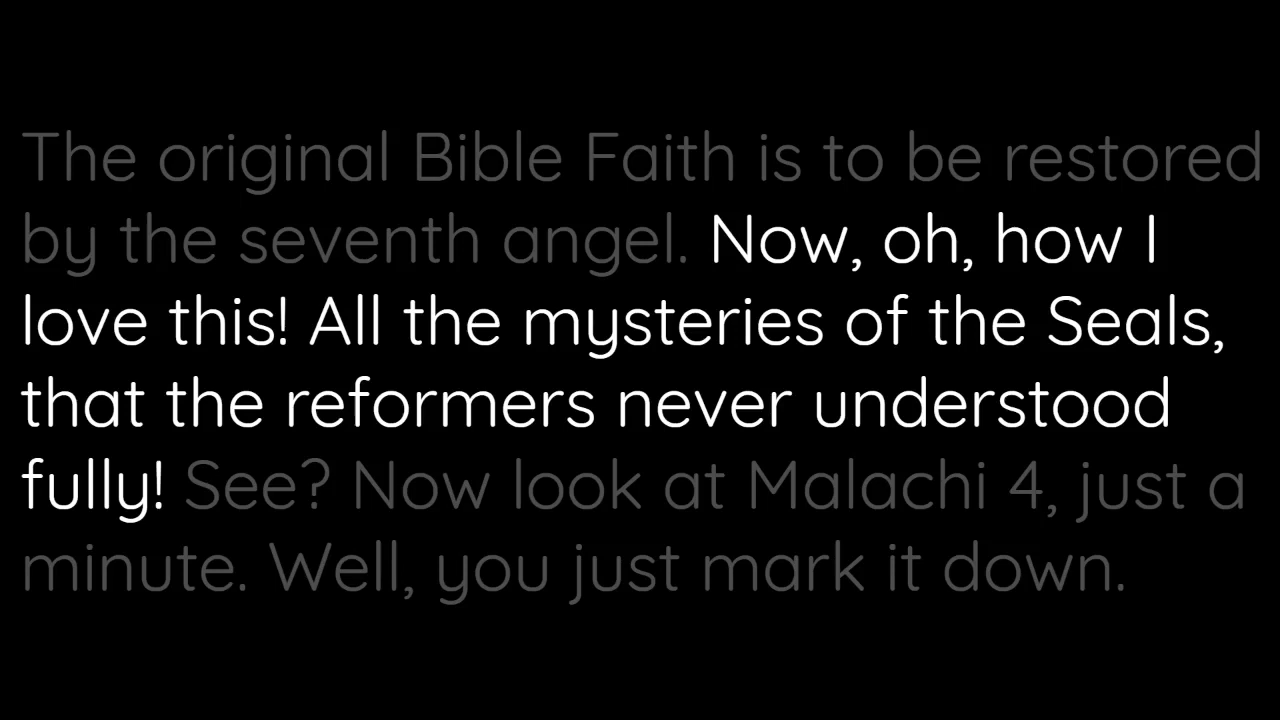 The original Bible Faith is to be restored
by the seventh angel. Now, oh, how I
love this! All the mysteries of the Seals,
that the reformers never understood
fully! See? Now look at Malachi 4, just a
minute. Well, you just mark it down.